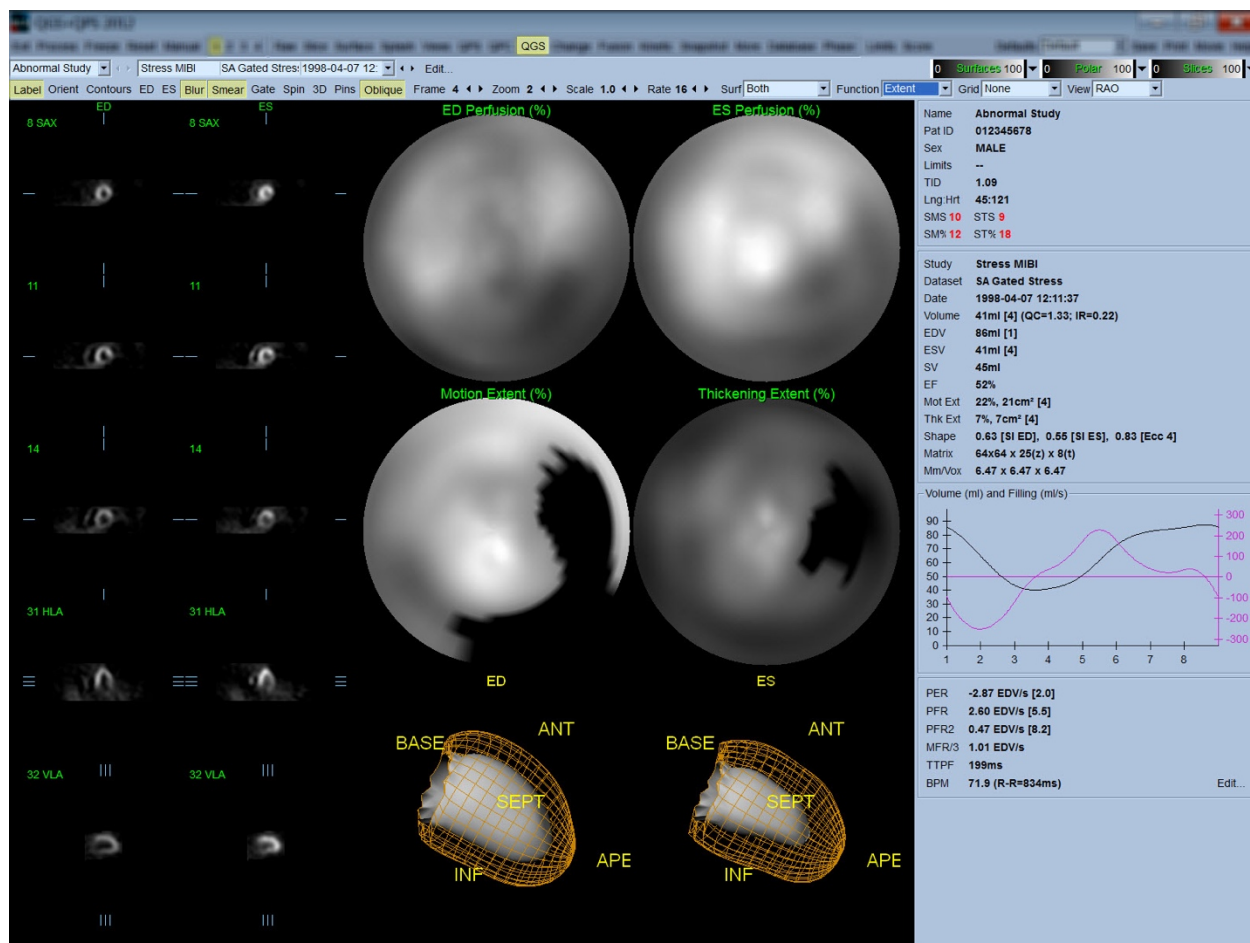 QGS+QPS 2012
QGS
Abnormal Study Stress MIBI SA Gated Stres: 1998-04-07 12: Edit...
0 Surfaces 100 0 Polar 100 0 Slices 100
Label Orient Contours ED ES Blur Smear Gate Spin 3D Pins Oblique Frame 4 Zoom 2 Scale 1.0 Rate 16 Surf Both Function Extent Grid None View RAO
ED ES
8 SAX 8 SAX
11 11
14 14
31 HLA 31 HLA
32 VLA 32 VLA
ED Perfusion (%) ES Perfusion (%)
Motion Extent (%) Thickening Extent (%)
ED ES
BASE ANT SEPT INF APE
BASE ANT SEPT INF APE
Name Abnormal Study
Pat ID 012345678
Sex MALE
Limits --
TID 1.09
Lng:Hrt 45:121
SMS 10 STS 9
SM% 12 ST% 18
Study Stress MIBI
Dataset SA Gated Stress
Date 1998-04-07 12:11:37
Volume 41ml [4] (QC=1.33; IR=0.22)
EDV 86ml [1]
ESV 41ml [4]
SV 45ml
EF 52%
Mot Ext 22%, 21cm² [4]
Thk Ext 7%, 7cm² [4]
Shape 0.63 [SI ED], 0.55 [SI ES], 0.83 [Ecc 4]
Matrix 64x64 x 25(z) x 8(t)
Mm/Vox 6.47 x 6.47 x 6.47
Volume (ml) and Filling (ml/s)
90 80 70 60 50 40 30 20 10 0
300 200 100 0 -100 -200 -300
1 2 3 4 5 6 7 8
PER -2.87 EDV/s [2.0]
PFR 2.60 EDV/s [5.5]
PFR2 0.47 EDV/s [8.2]
MFR/3 1.01 EDV/s
TTPF 199ms
BPM 71.9 (R-R=834ms) Edit...